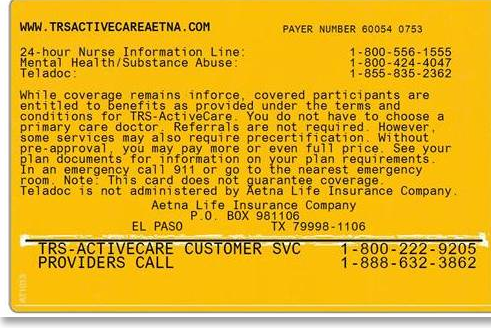 WWW.TRSACTIVECAREAETNA.COM PAYER NUMBER 60054 0753
24-hour Nurse Information Line: 1-800-556-1555
Mental Health/Substance Abuse: 1-800-424-4047
Teladoc: 1-855-835-2362
While coverage remains inforce, covered participants are
entitled to benefits as provided under the terms and
conditions for TRS-ActiveCare. You do not have to choose a
primary care doctor. Referrals are not required. However,
some services may also require precertification. Without
pre-approval, you may pay more or even full price. See your
plan documents for information on your plan requirements.
In an emergency call 911 or go to the nearest emergency
room. Note: This card does not guarantee coverage.
Teladoc is not administered by Aetna Life Insurance Company.
Aetna Life Insurance Company
P.O. BOX 981106
EL PASO TX 79998-1106
TRS-ACTIVECARE CUSTOMER SVC 1-800-222-9205
PROVIDERS CALL 1-888-632-3862